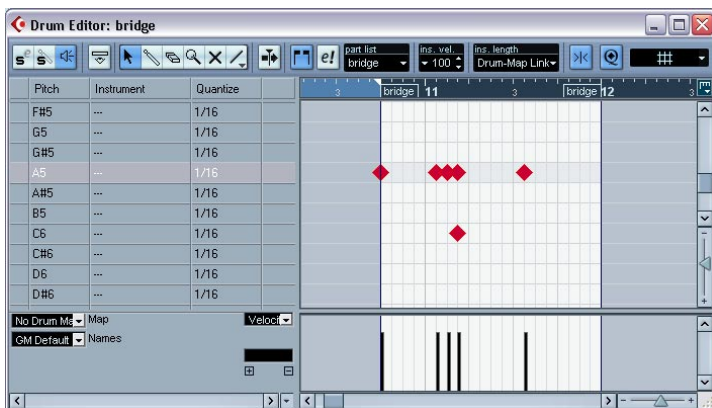 Drum Editor: bridge
part list ins. vel. ins. length
bridge 100 Drum-Map Link
Pitch Instrument Quantize 3 bridge 11 3 bridge 12 3
F#5 --- 1/16
G5 --- 1/16
G#5 --- 1/16
A5 --- 1/16
A#5 --- 1/16
B5 --- 1/16
C6 --- 1/16
C#6 --- 1/16
D6 --- 1/16
D#6 --- 1/16
No Drum Ma Map Veloci
GM Default Names